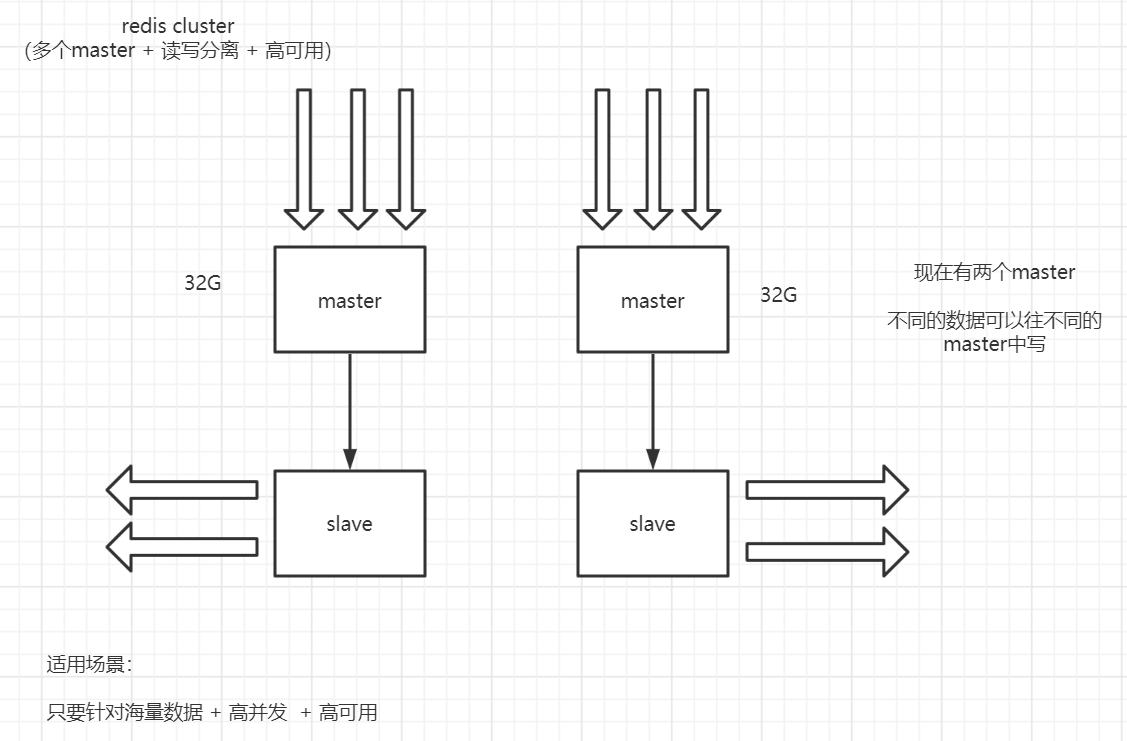 redis cluster
(多个master + 读写分离 + 高可用)
32G
master
master
32G
现在有两个master
不同的数据可以往不同的
master中写
slave
slave
适用场景：
只要针对海量数据 + 高并发 + 高可用